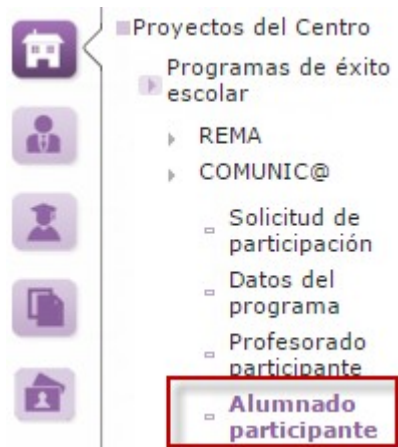 Proyectos del Centro
Programas de éxito
escolar
REMA
COMUNIC@
Solicitud de
participación
Datos del
programa
Profesorado
participante
Alumnado
participante